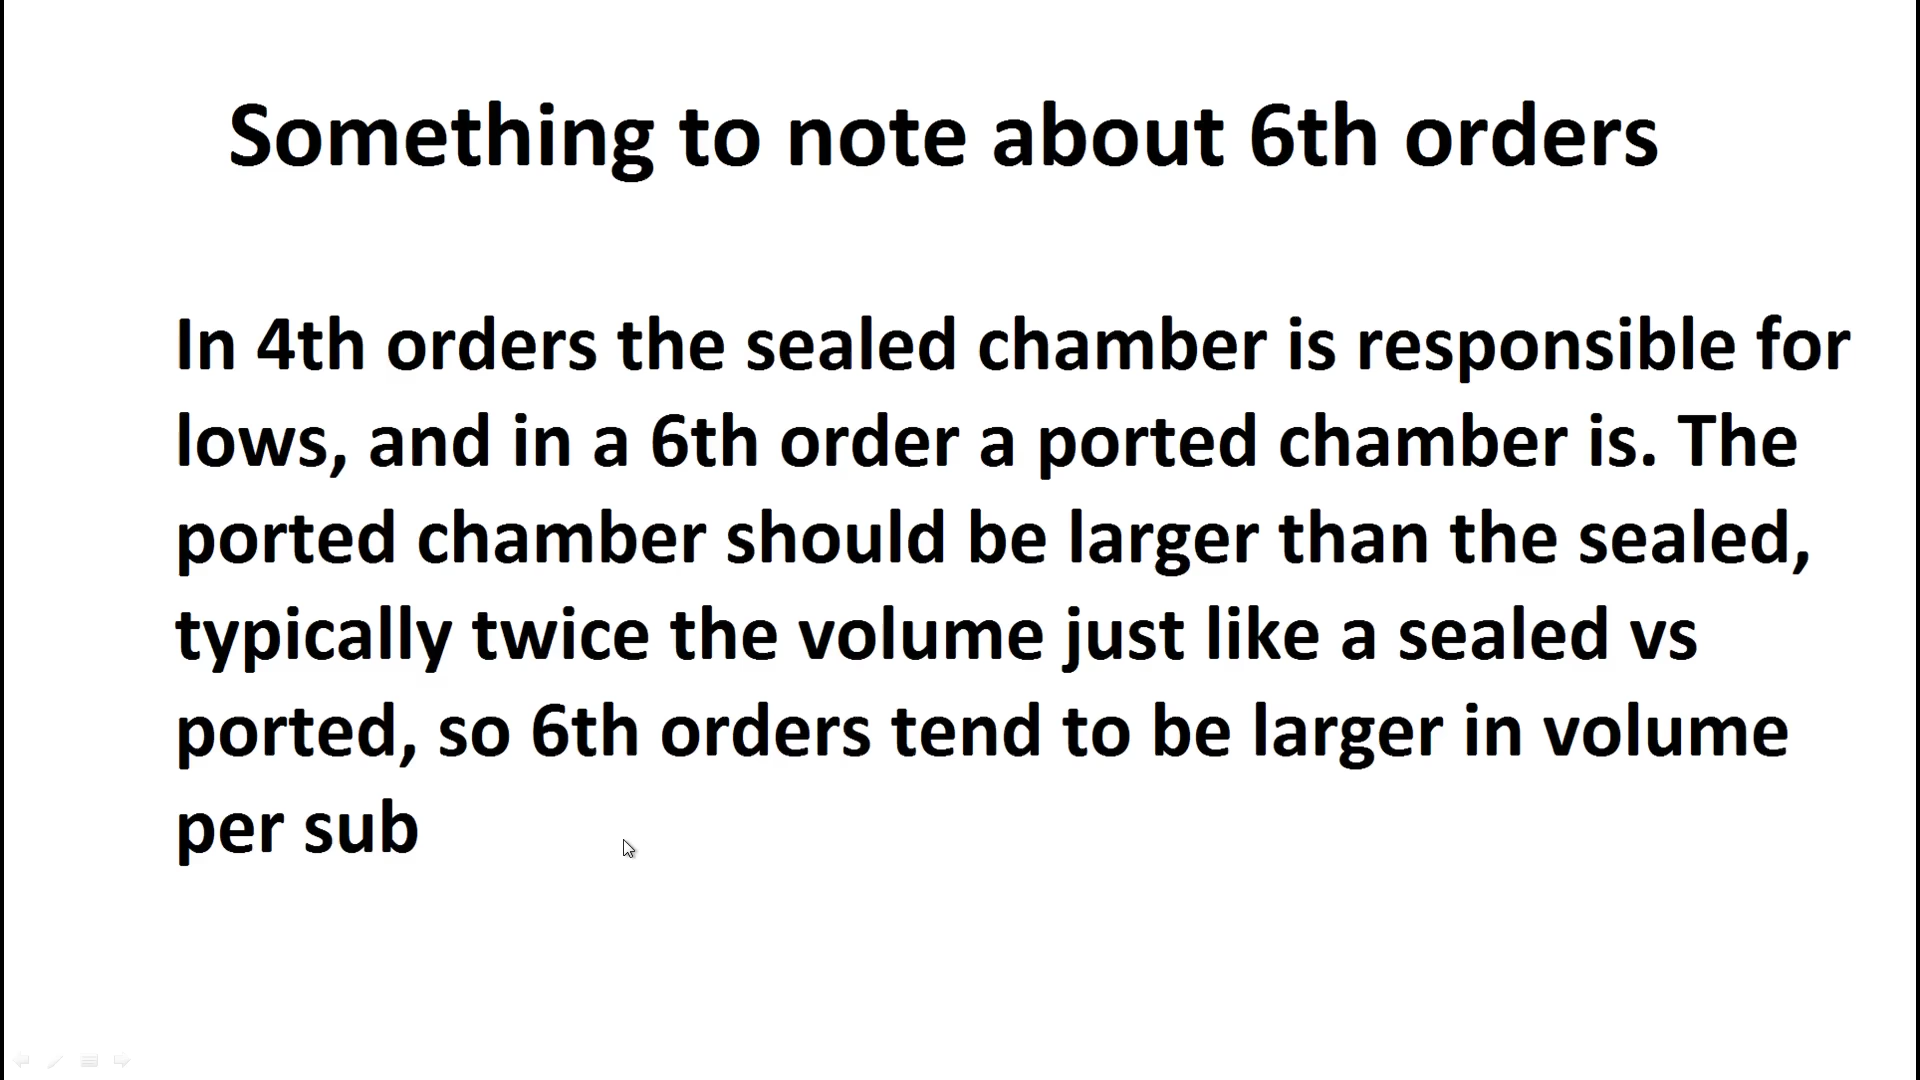 Something to note about 6th orders
In 4th orders the sealed chamber is responsible for
lows, and in a 6th order a ported chamber is. The
ported chamber should be larger than the sealed,
typically twice the volume just like a sealed vs
ported, so 6th orders tend to be larger in volume
per sub